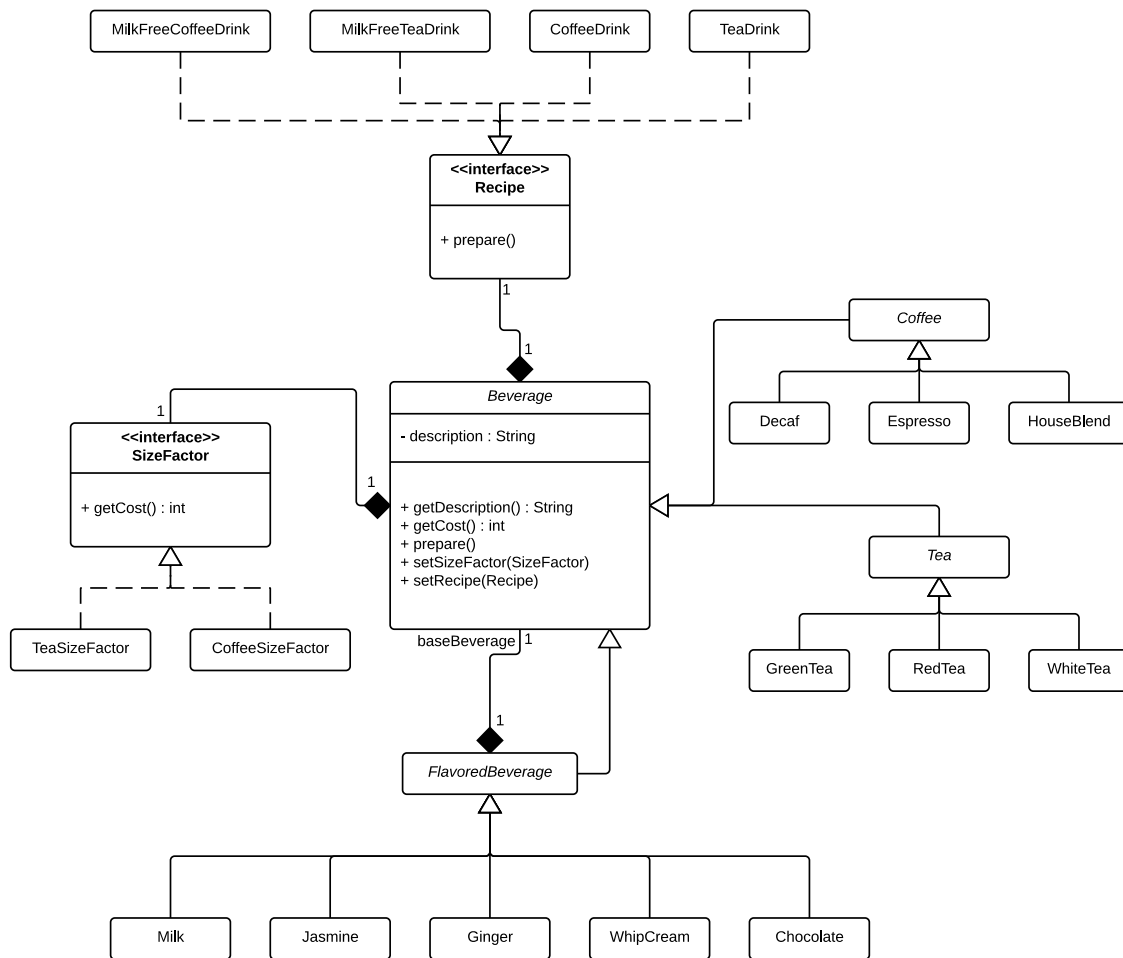 MilkFreeCoffeeDrink
MilkFreeTeaDrink
CoffeeDrink
TeaDrink
<<interface>>
Recipe
+ prepare()
1
1
Coffee
Decaf
Espresso
HouseBlend
Beverage
- description : String
+ getDescription() : String
+ getCost() : int
+ prepare()
+ setSizeFactor(SizeFactor)
+ setRecipe(Recipe)
1
1
<<interface>>
SizeFactor
+ getCost() : int
TeaSizeFactor
CoffeeSizeFactor
Tea
GreenTea
RedTea
WhiteTea
baseBeverage
1
1
FlavoredBeverage
Milk
Jasmine
Ginger
WhipCream
Chocolate